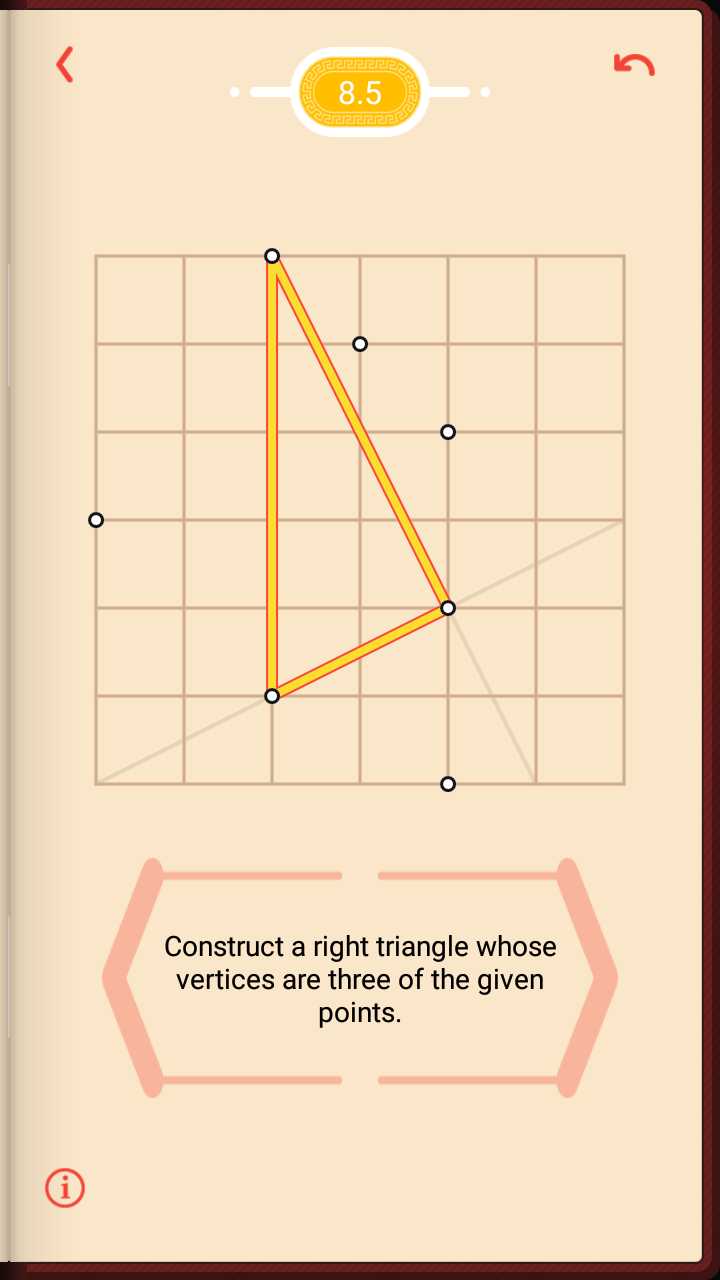 8.5
Construct a right triangle whose
vertices are three of the given
points.
i